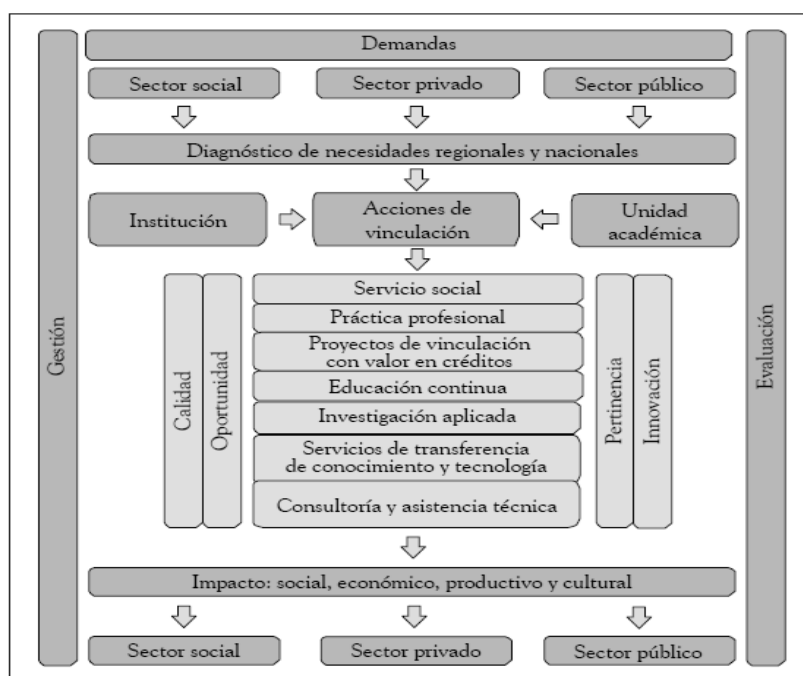 Demandas
Sector social
Sector privado
Sector público
Diagnóstico de necesidades regionales y nacionales
Institución
Acciones de
vinculación
Unidad
académica
Gestión
Calidad
Oportunidad
Servicio social
Práctica profesional
Proyectos de vinculación
con valor en créditos
Educación continua
Investigación aplicada
Servicios de transferencia
de conocimiento y tecnología
Consultoría y asistencia técnica
Pertinencia
Innovación
Evaluación
Impacto: social, económico, productivo y cultural
Sector social
Sector privado
Sector público